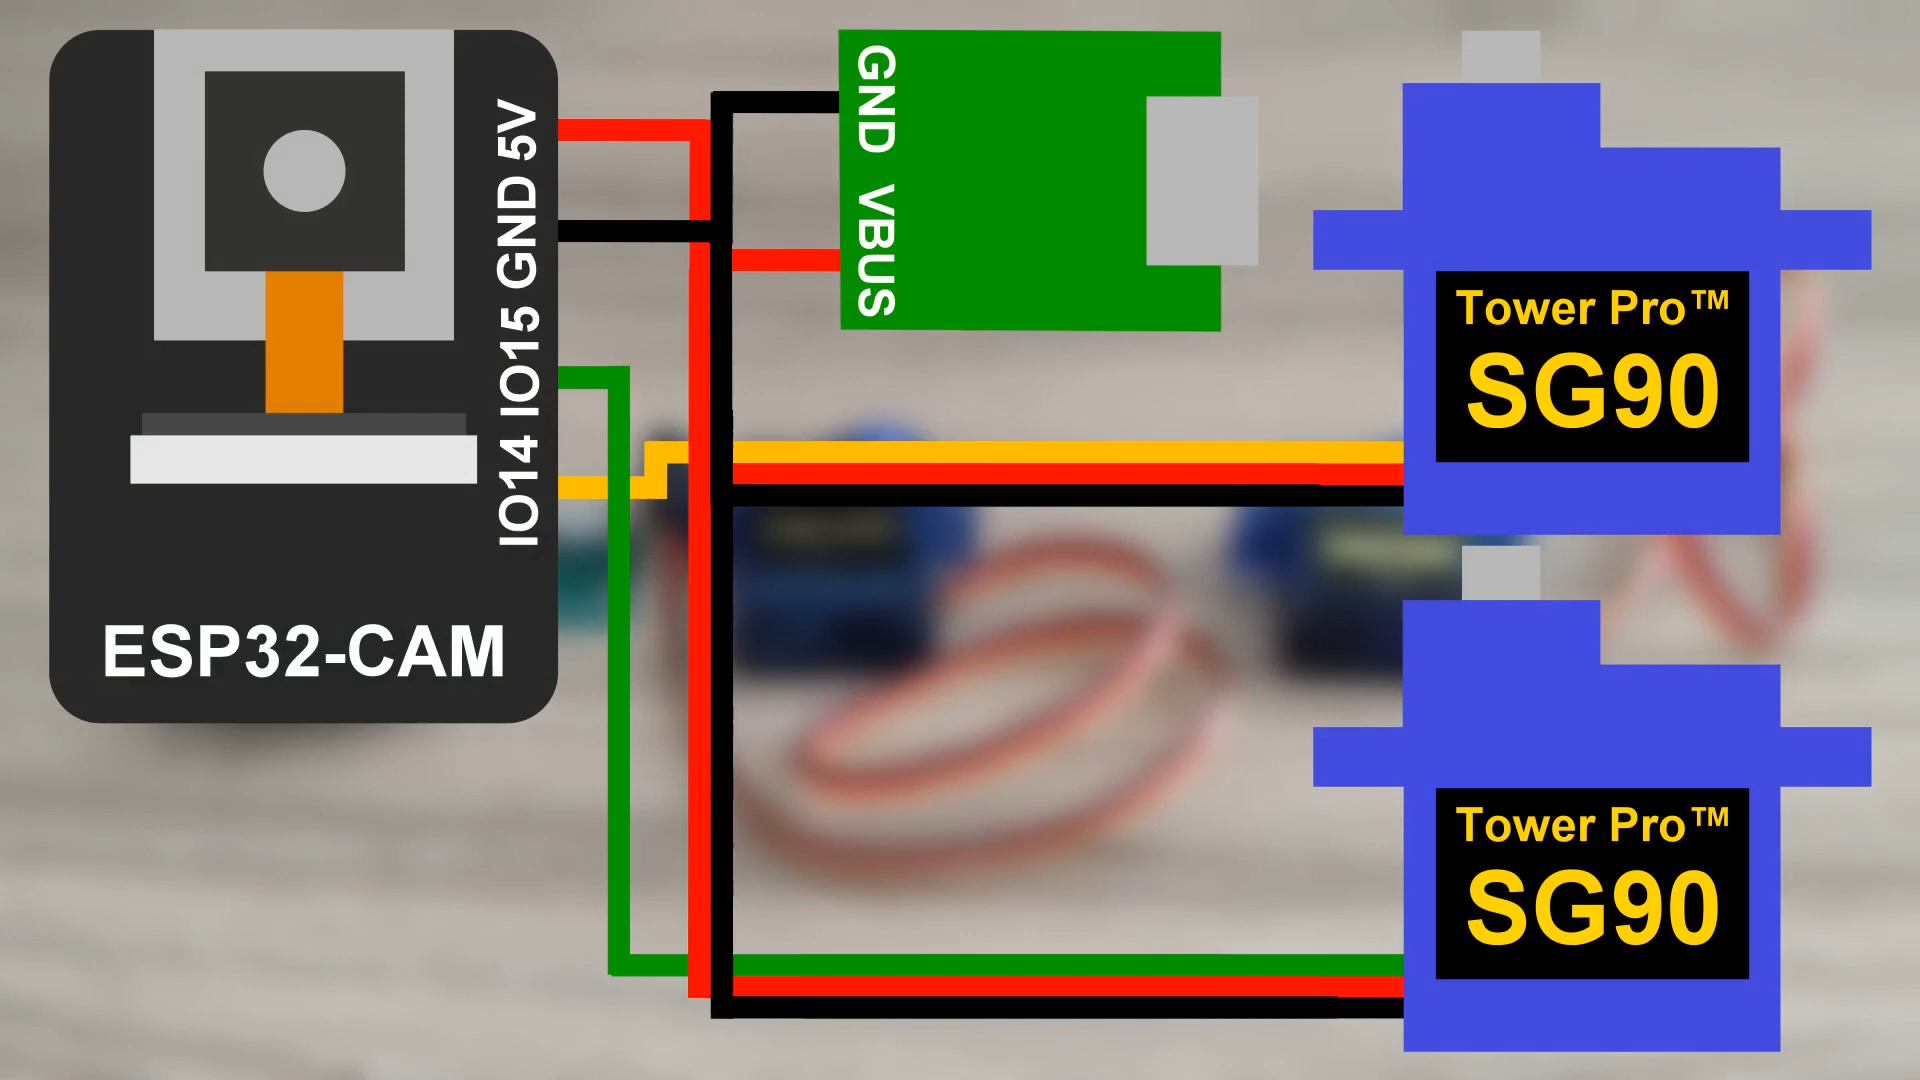 5V
GND
IO15
IO14
ESP32-CAM
GND
VBUS
Tower Pro™
SG90
Tower Pro™
SG90